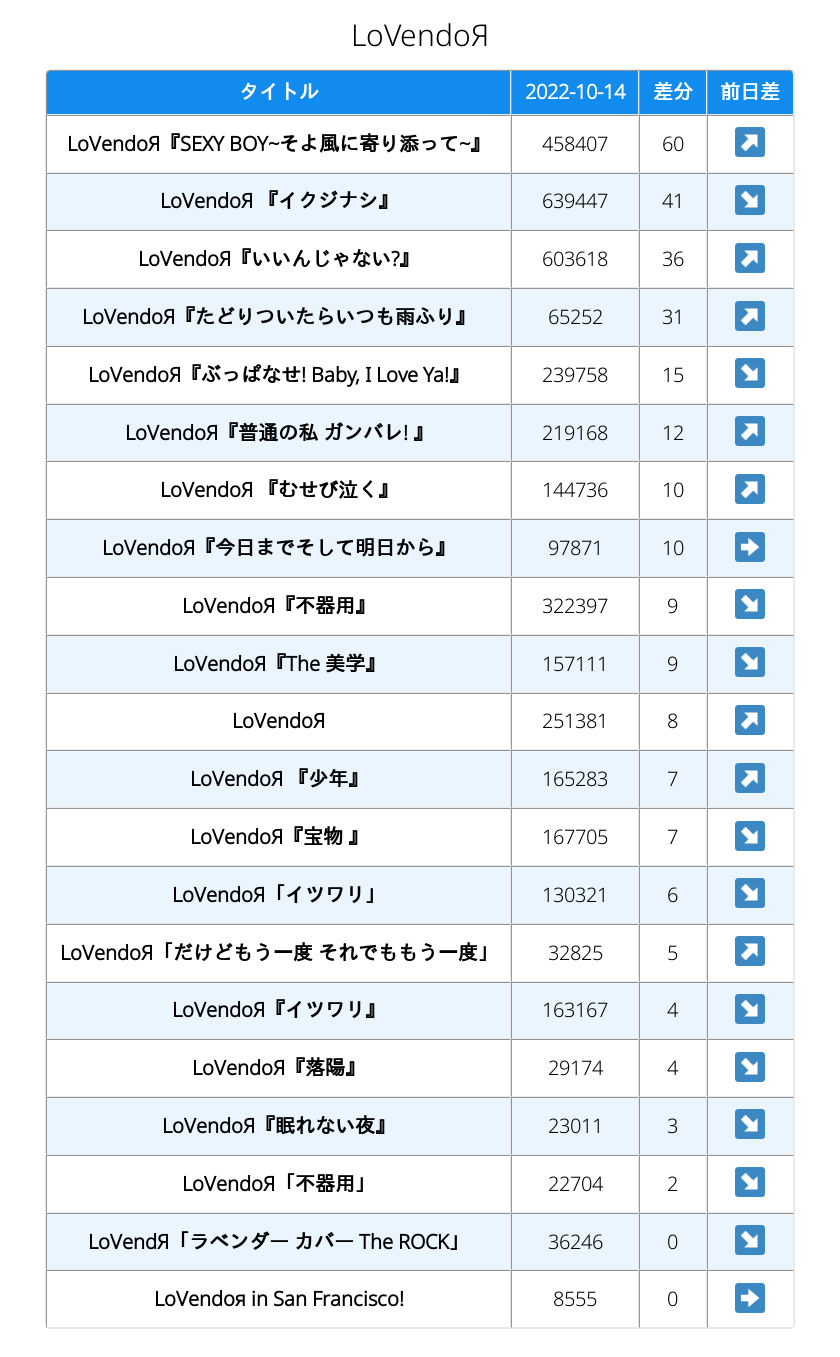 LoVendoЯ
タイトル 2022-10-14 差分 前日差
LoVendoЯ『SEXY BOY~そよ風に寄り添って~』 458407 60
LoVendoЯ 『イクジナシ』 639447 41
LoVendoЯ『いいんじゃない?』 603618 36
LoVendoЯ『たどりついたらいつも雨ふり』 65252 31
LoVendoЯ『ぶっぱなせ! Baby, I Love Ya!』 239758 15
LoVendoЯ『普通の私 ガンバレ! 』 219168 12
LoVendoЯ 『むせび泣く』 144736 10
LoVendoЯ『今日までそして明日から』 97871 10
LoVendoЯ『不器用』 322397 9
LoVendoЯ『The 美学』 157111 9
LoVendoЯ 251381 8
LoVendoЯ 『少年』 165283 7
LoVendoЯ『宝物 』 167705 7
LoVendoЯ「イツワリ」 130321 6
LoVendoЯ「だけどもう一度 それでももう一度」 32825 5
LoVendoЯ『イツワリ』 163167 4
LoVendoЯ『落陽』 29174 4
LoVendoЯ『眠れない夜』 23011 3
LoVendoЯ「不器用」 22704 2
LoVendЯ「ラベンダー カバー The ROCK」 36246 0
LoVendoя in San Francisco! 8555 0